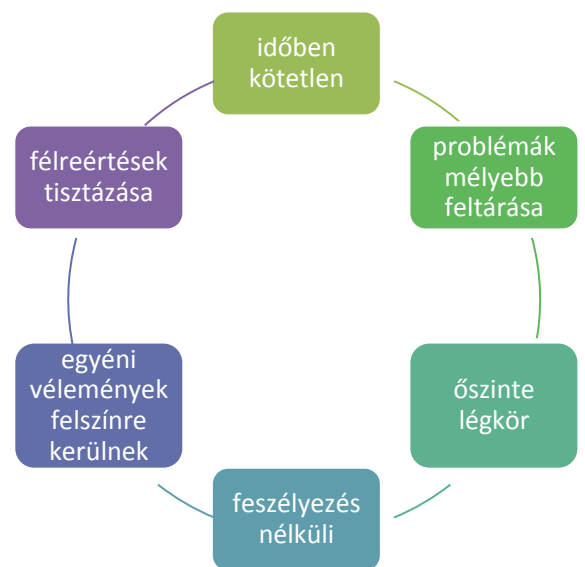 időben
kötetlen
problémák
mélyebb
feltárása
őszinte
légkör
feszélyezés
nélküli
egyéni
vélemények
felszínre
kerülnek
félreértések
tisztázása